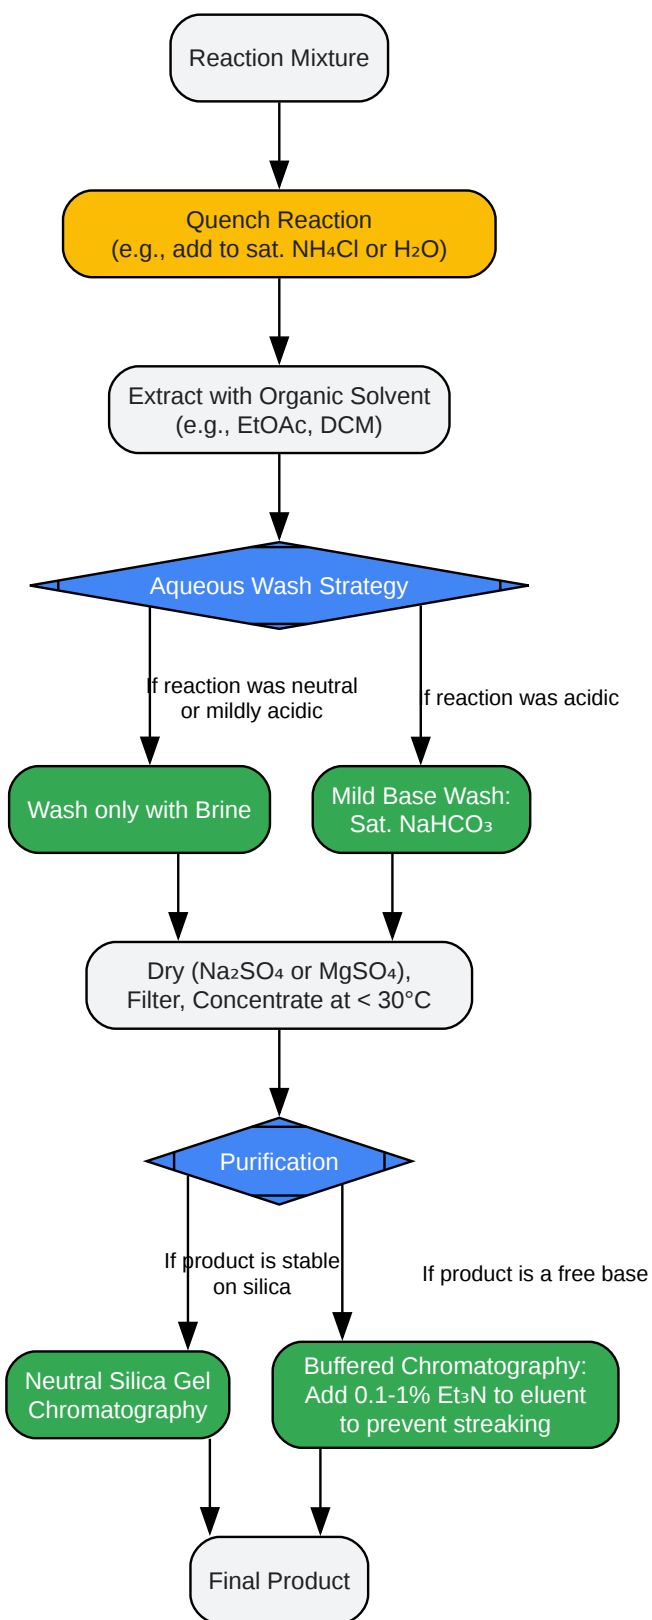 Reaction Mixture
Quench Reaction
(e.g., add to sat. NH₄Cl or H₂O)
Extract with Organic Solvent
(e.g., EtOAc, DCM)
Aqueous Wash Strategy
If reaction was neutral
or mildly acidic
If reaction was acidic
Wash only with Brine
Mild Base Wash:
Sat. NaHCO₃
Dry (Na₂SO₄ or MgSO₄),
Filter, Concentrate at < 30°C
Purification
If product is stable
on silica
If product is a free base
Neutral Silica Gel
Chromatography
Buffered Chromatography:
Add 0.1-1% Et₃N to eluent
to prevent streaking
Final Product